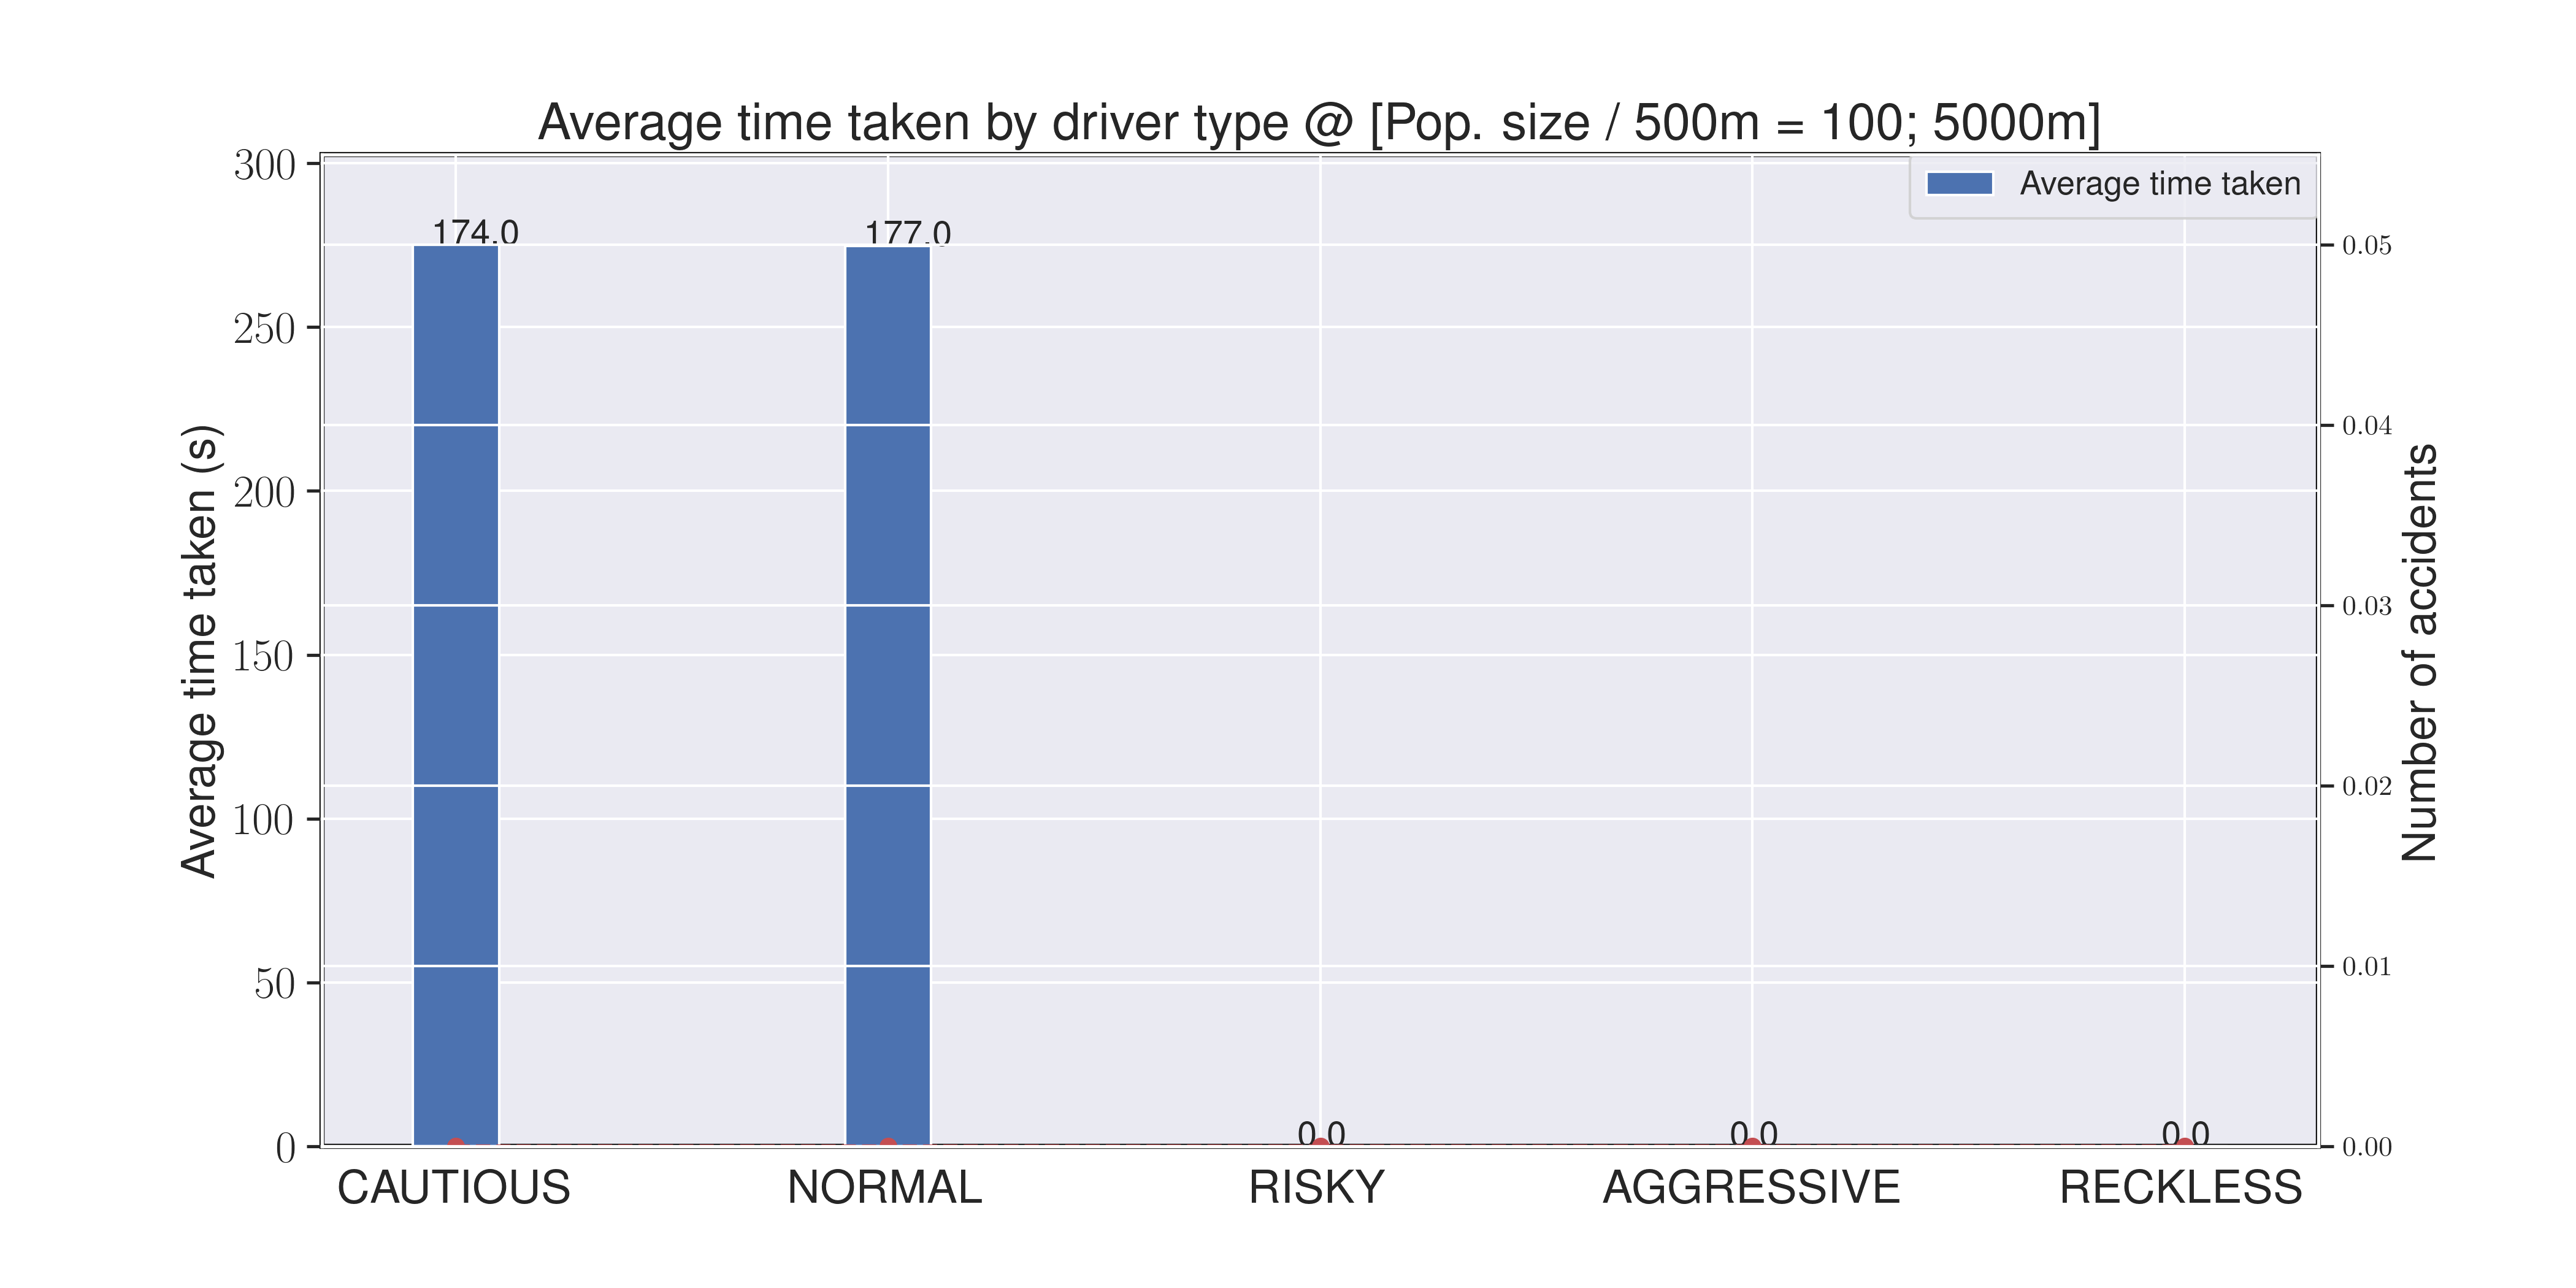 Average time taken by driver type @ [Pop. size / 500m = 100; 5000m]
Average time taken
300
250
200
150
100
50
0
Average time taken (s)
174.0
177.0
0.0
0.0
0.0
0.05
0.04
0.03
0.02
0.01
0.00
Number of accidents
CAUTIOUS
NORMAL
RISKY
AGGRESSIVE
RECKLESS